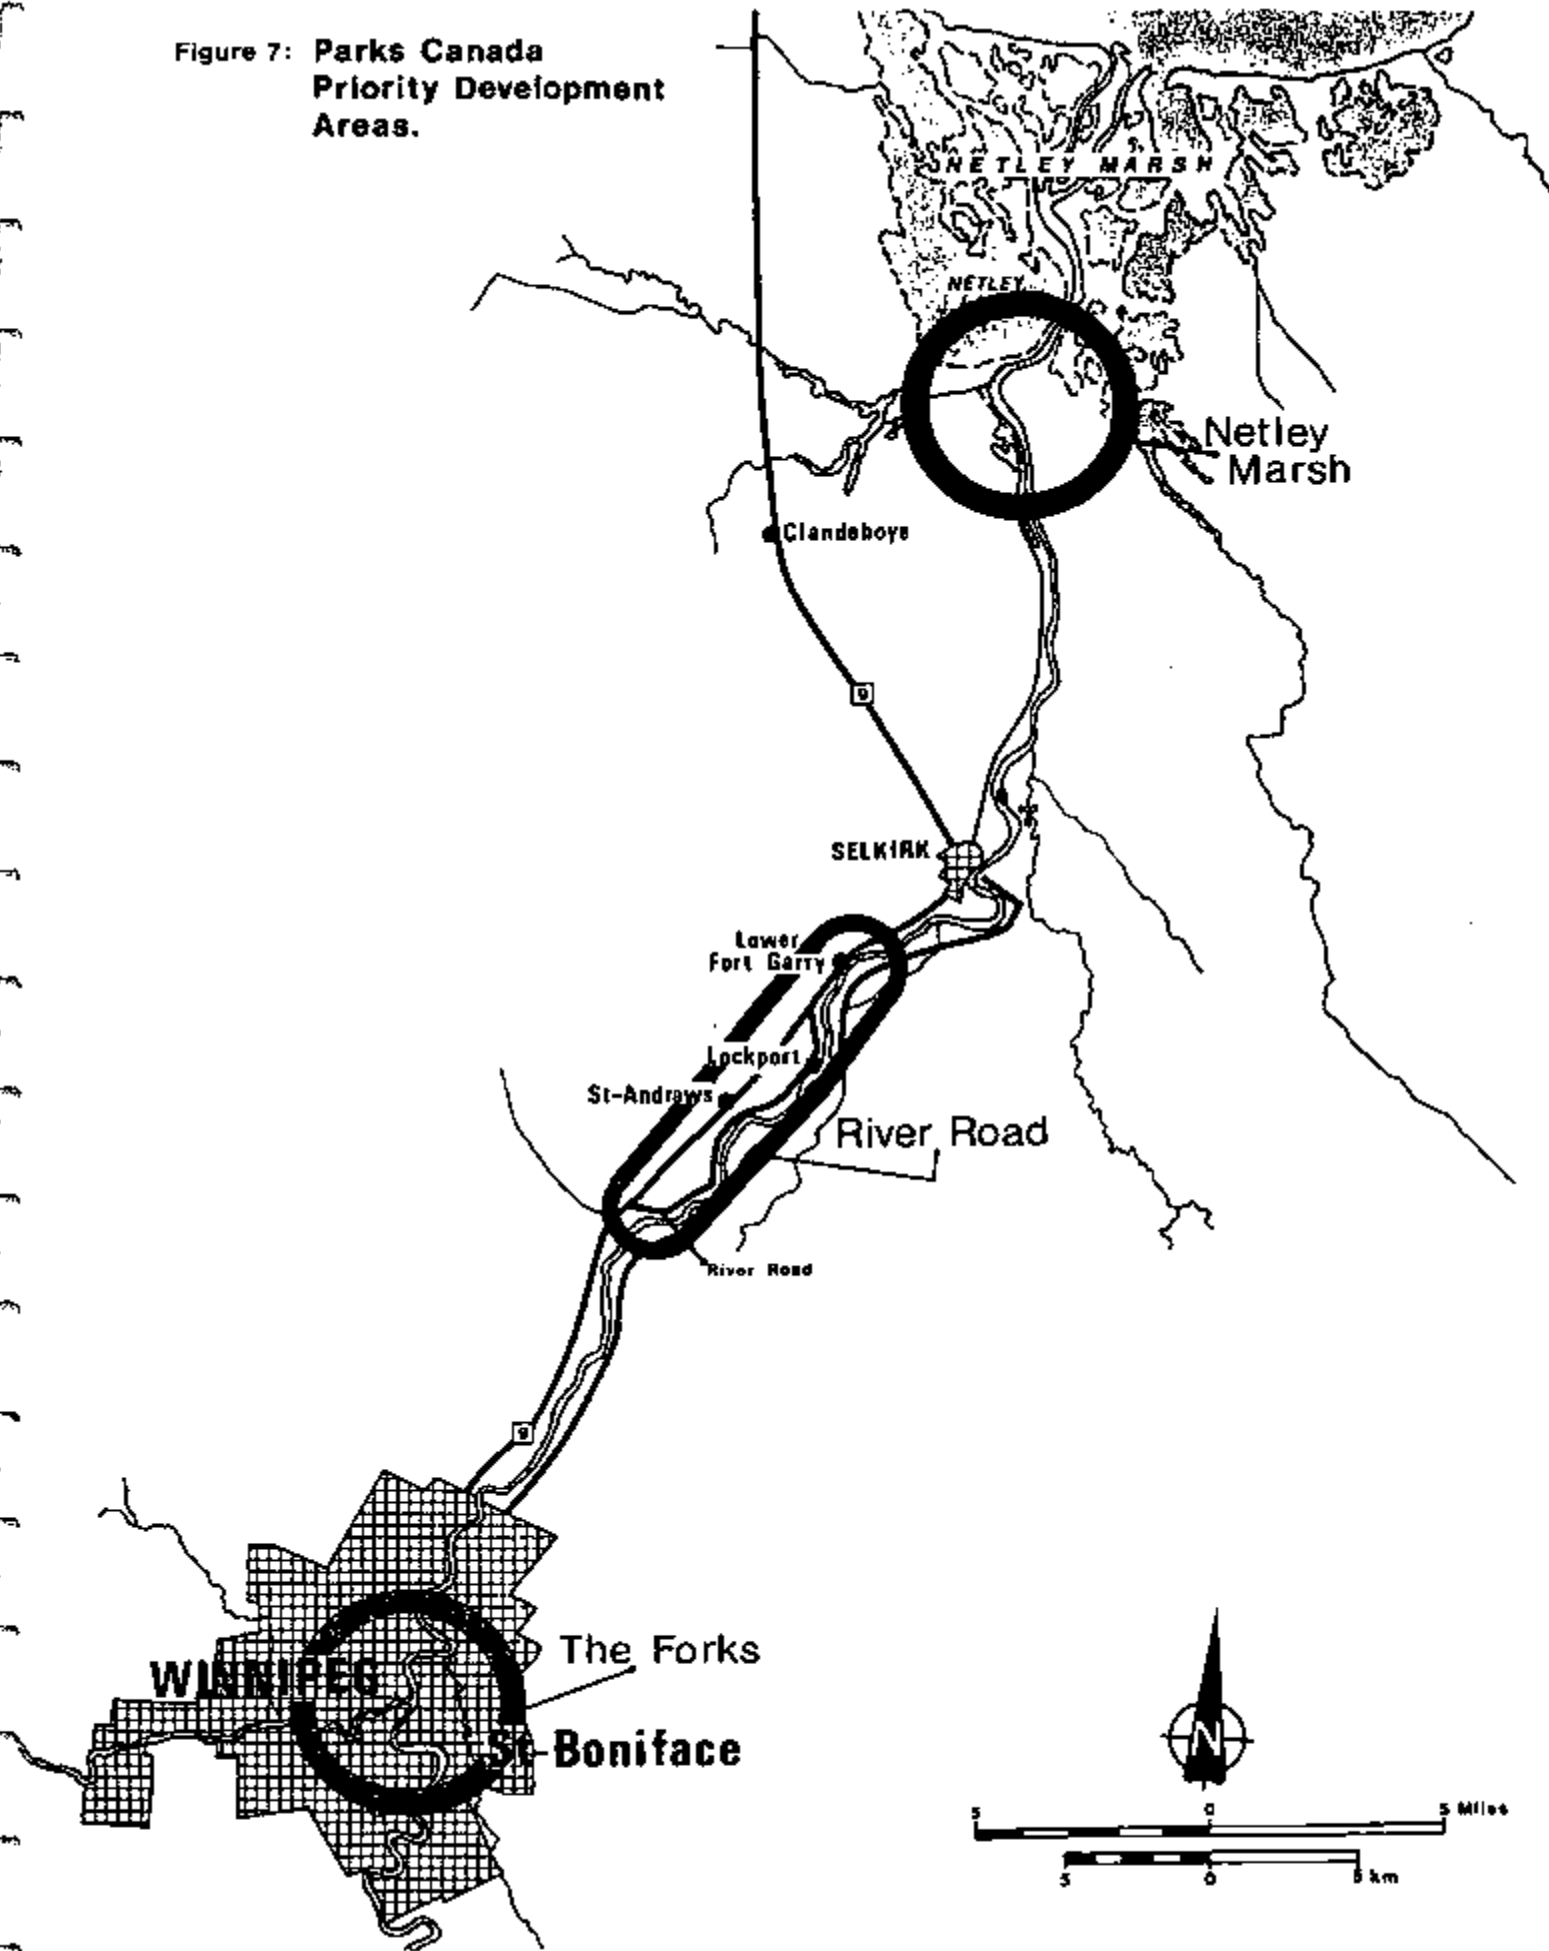 Figure 7: Parks Canada
Priority Development
Areas.
NETLEY MARSH
NETLEY
Netley
Marsh
Clandeboye
9
SELKIRK
Lower
Fort Garry
Lockport
St-Andrews
River Road
River Road
9
The Forks
WINNIPEG
St-Boniface
N
5 0 5 Miles
5 0 5 km